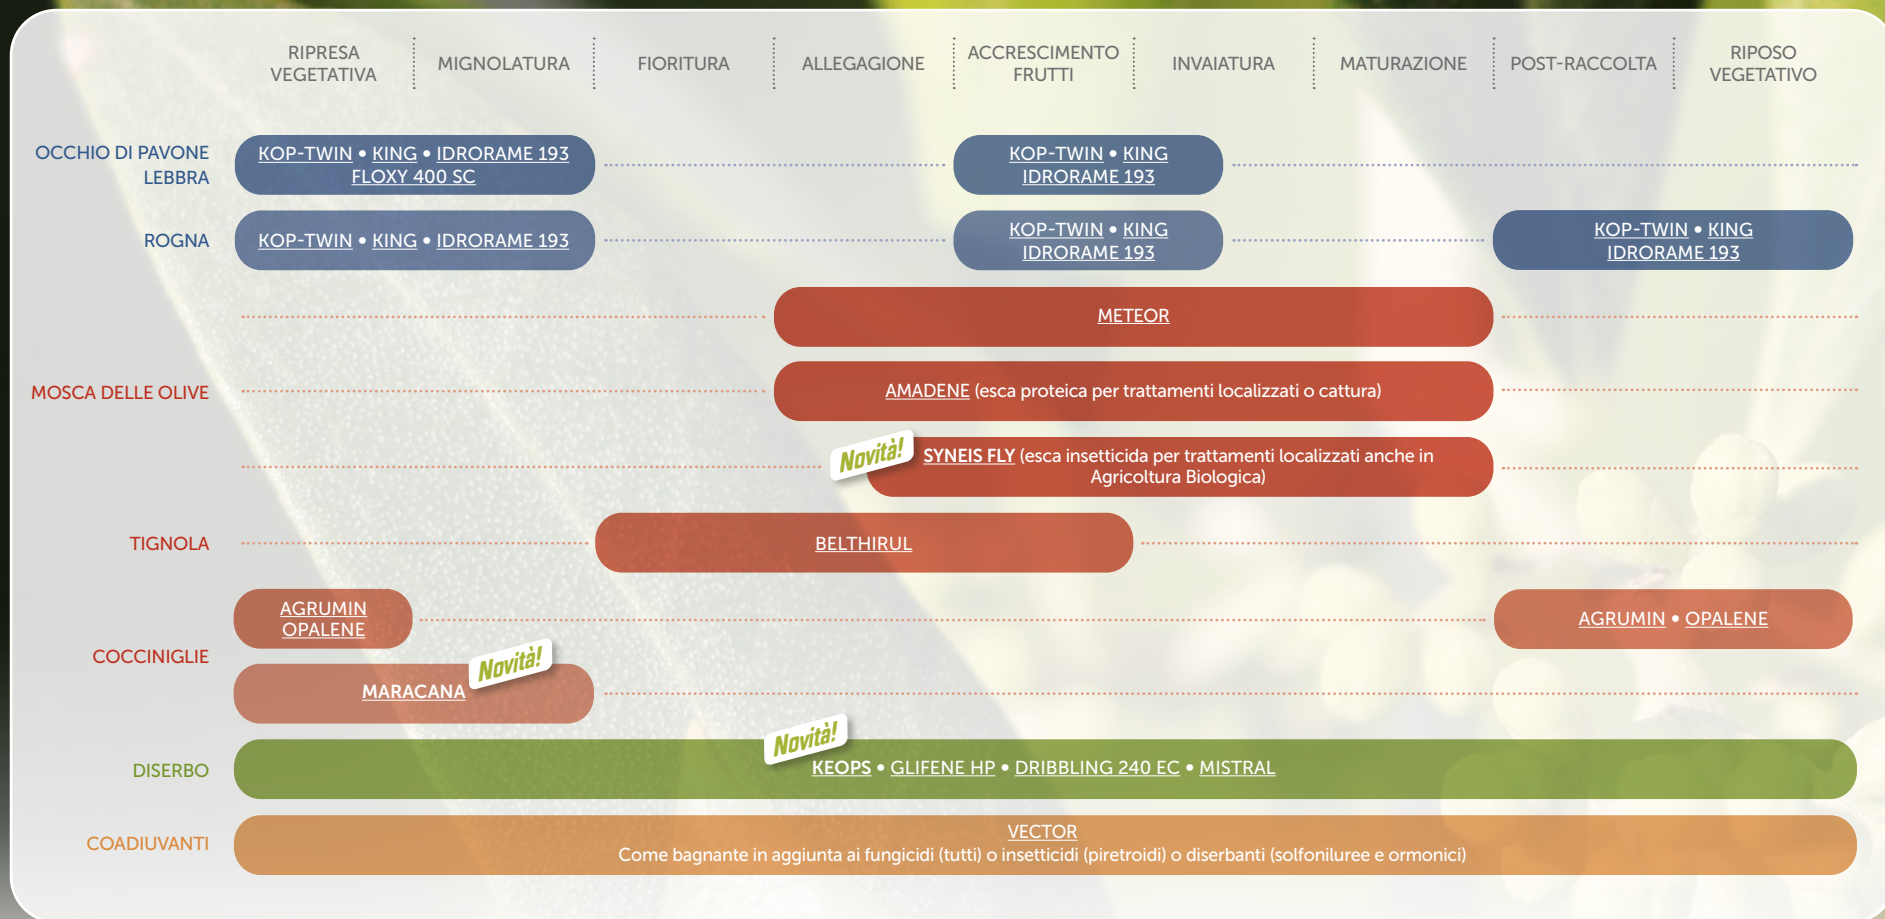 RIPRESA
VEGETATIVA
MIGNOLATURA
FIORITURA
ALLEGAGIONE
ACCRESCIMENTO
FRUTTI
INVAIATURA
MATURAZIONE
POST-RACCOLTA
RIPOSO
VEGETATIVO
OCCHIO DI PAVONE
LEBBRA
KOP-TWIN • KING • IDRORAME 193
FLOXY 400 SC
KOP-TWIN • KING
IDRORAME 193
ROGNA
KOP-TWIN • KING • IDRORAME 193
KOP-TWIN • KING
IDRORAME 193
KOP-TWIN • KING
IDRORAME 193
MOSCA DELLE OLIVE
METEOR
AMADENE (esca proteica per trattamenti localizzati o cattura)
Novità!
SYNEIS FLY (esca insetticida per trattamenti localizzati anche in
Agricoltura Biologica)
TIGNOLA
BELTHIRUL
COCCINIGLIE
AGRUMIN
OPALENE
AGRUMIN • OPALENE
MARACANA
Novità!
DISERBO
Novità!
KEOPS • GLIFENE HP • DRIBBLING 240 EC • MISTRAL
COADIUVANTI
VECTOR
Come bagnante in aggiunta ai fungicidi (tutti) o insetticidi (piretroidi) o diserbanti (solfoniluree e ormonici)